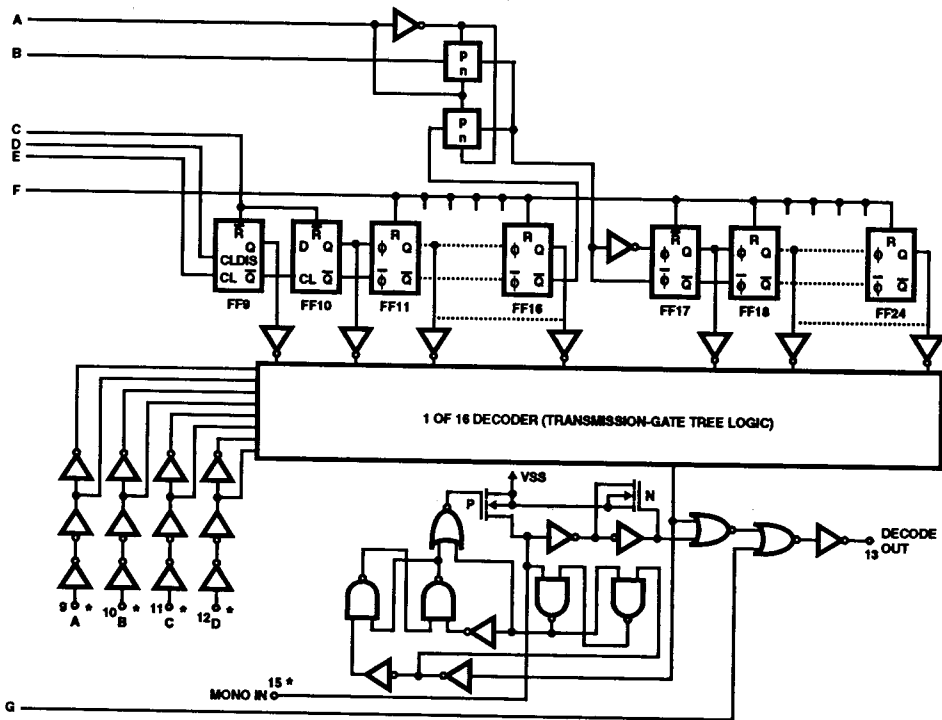 A
B
C
D
E
F
P
n
P
n
R̅
Q
CLDIS
CL Q̅
FF9
R̅
D Q
CL Q̅
FF10
R
ϕ Q
ϕ̅ Q̅
FF11
R
ϕ Q
ϕ̅ Q̅
FF16
R̅
ϕ Q
ϕ̅ Q̅
FF17
R
ϕ Q
ϕ̅ Q̅
FF18
R
ϕ Q
ϕ̅ Q̅
FF24
1 OF 16 DECODER (TRANSMISSION-GATE TREE LOGIC)
VSS
P
N
DECODE
OUT
13
9 *
A
10 *
B
11 *
C
12 *
D
15 *
MONO IN
G